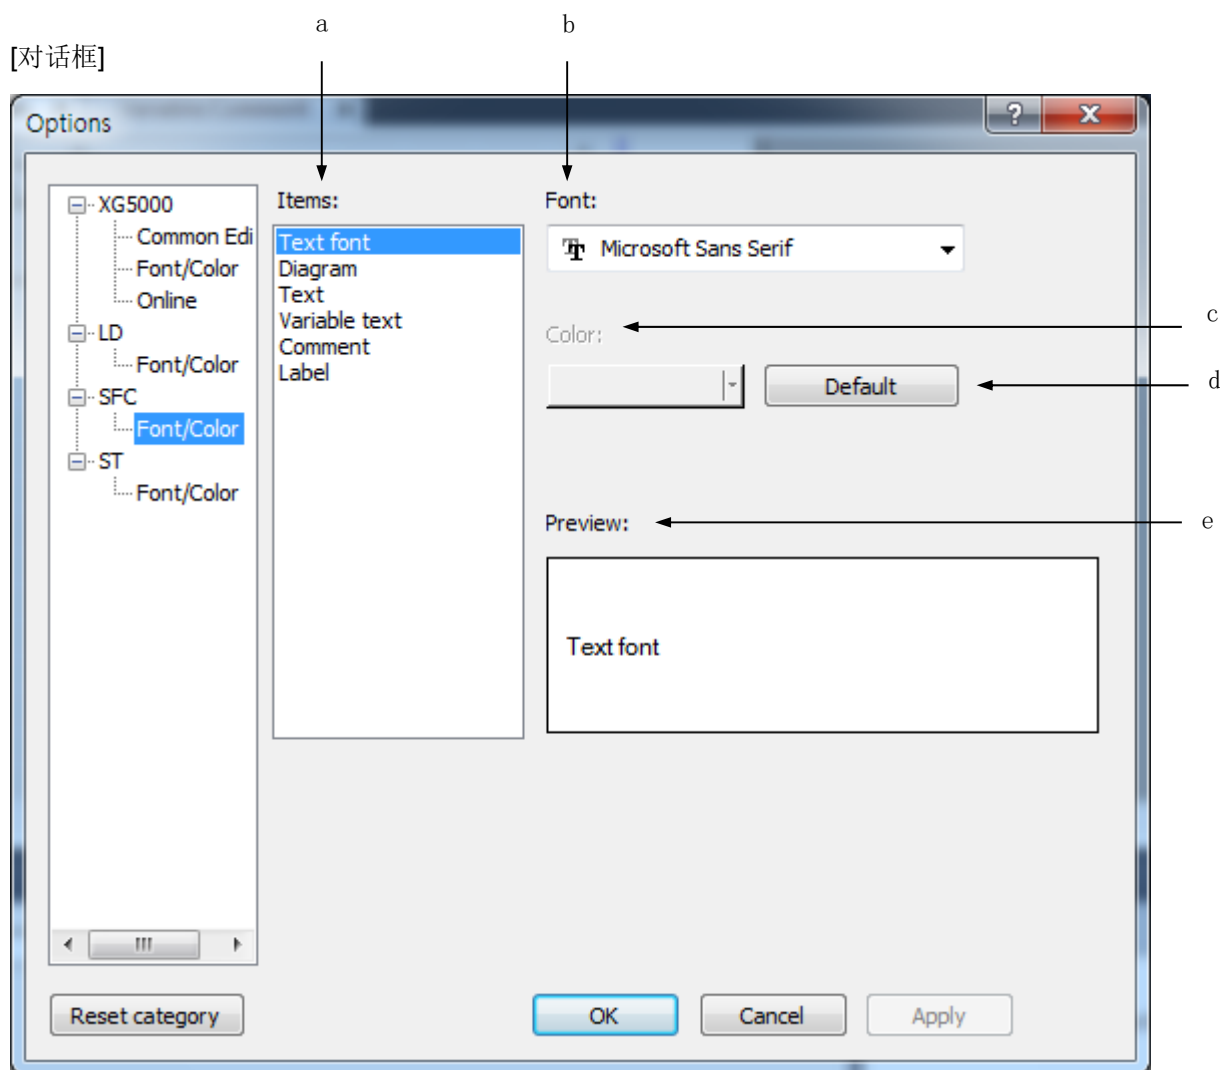 a
b
[对话框]
Options
?
XG5000
Common Edi
Font/Color
Online
LD
Font/Color
SFC
Font/Color
ST
Font/Color
Items:
Text font
Diagram
Text
Variable text
Comment
Label
Font:
Microsoft Sans Serif
Color:
c
Default
d
Preview:
e
Text font
Reset category
OK
Cancel
Apply